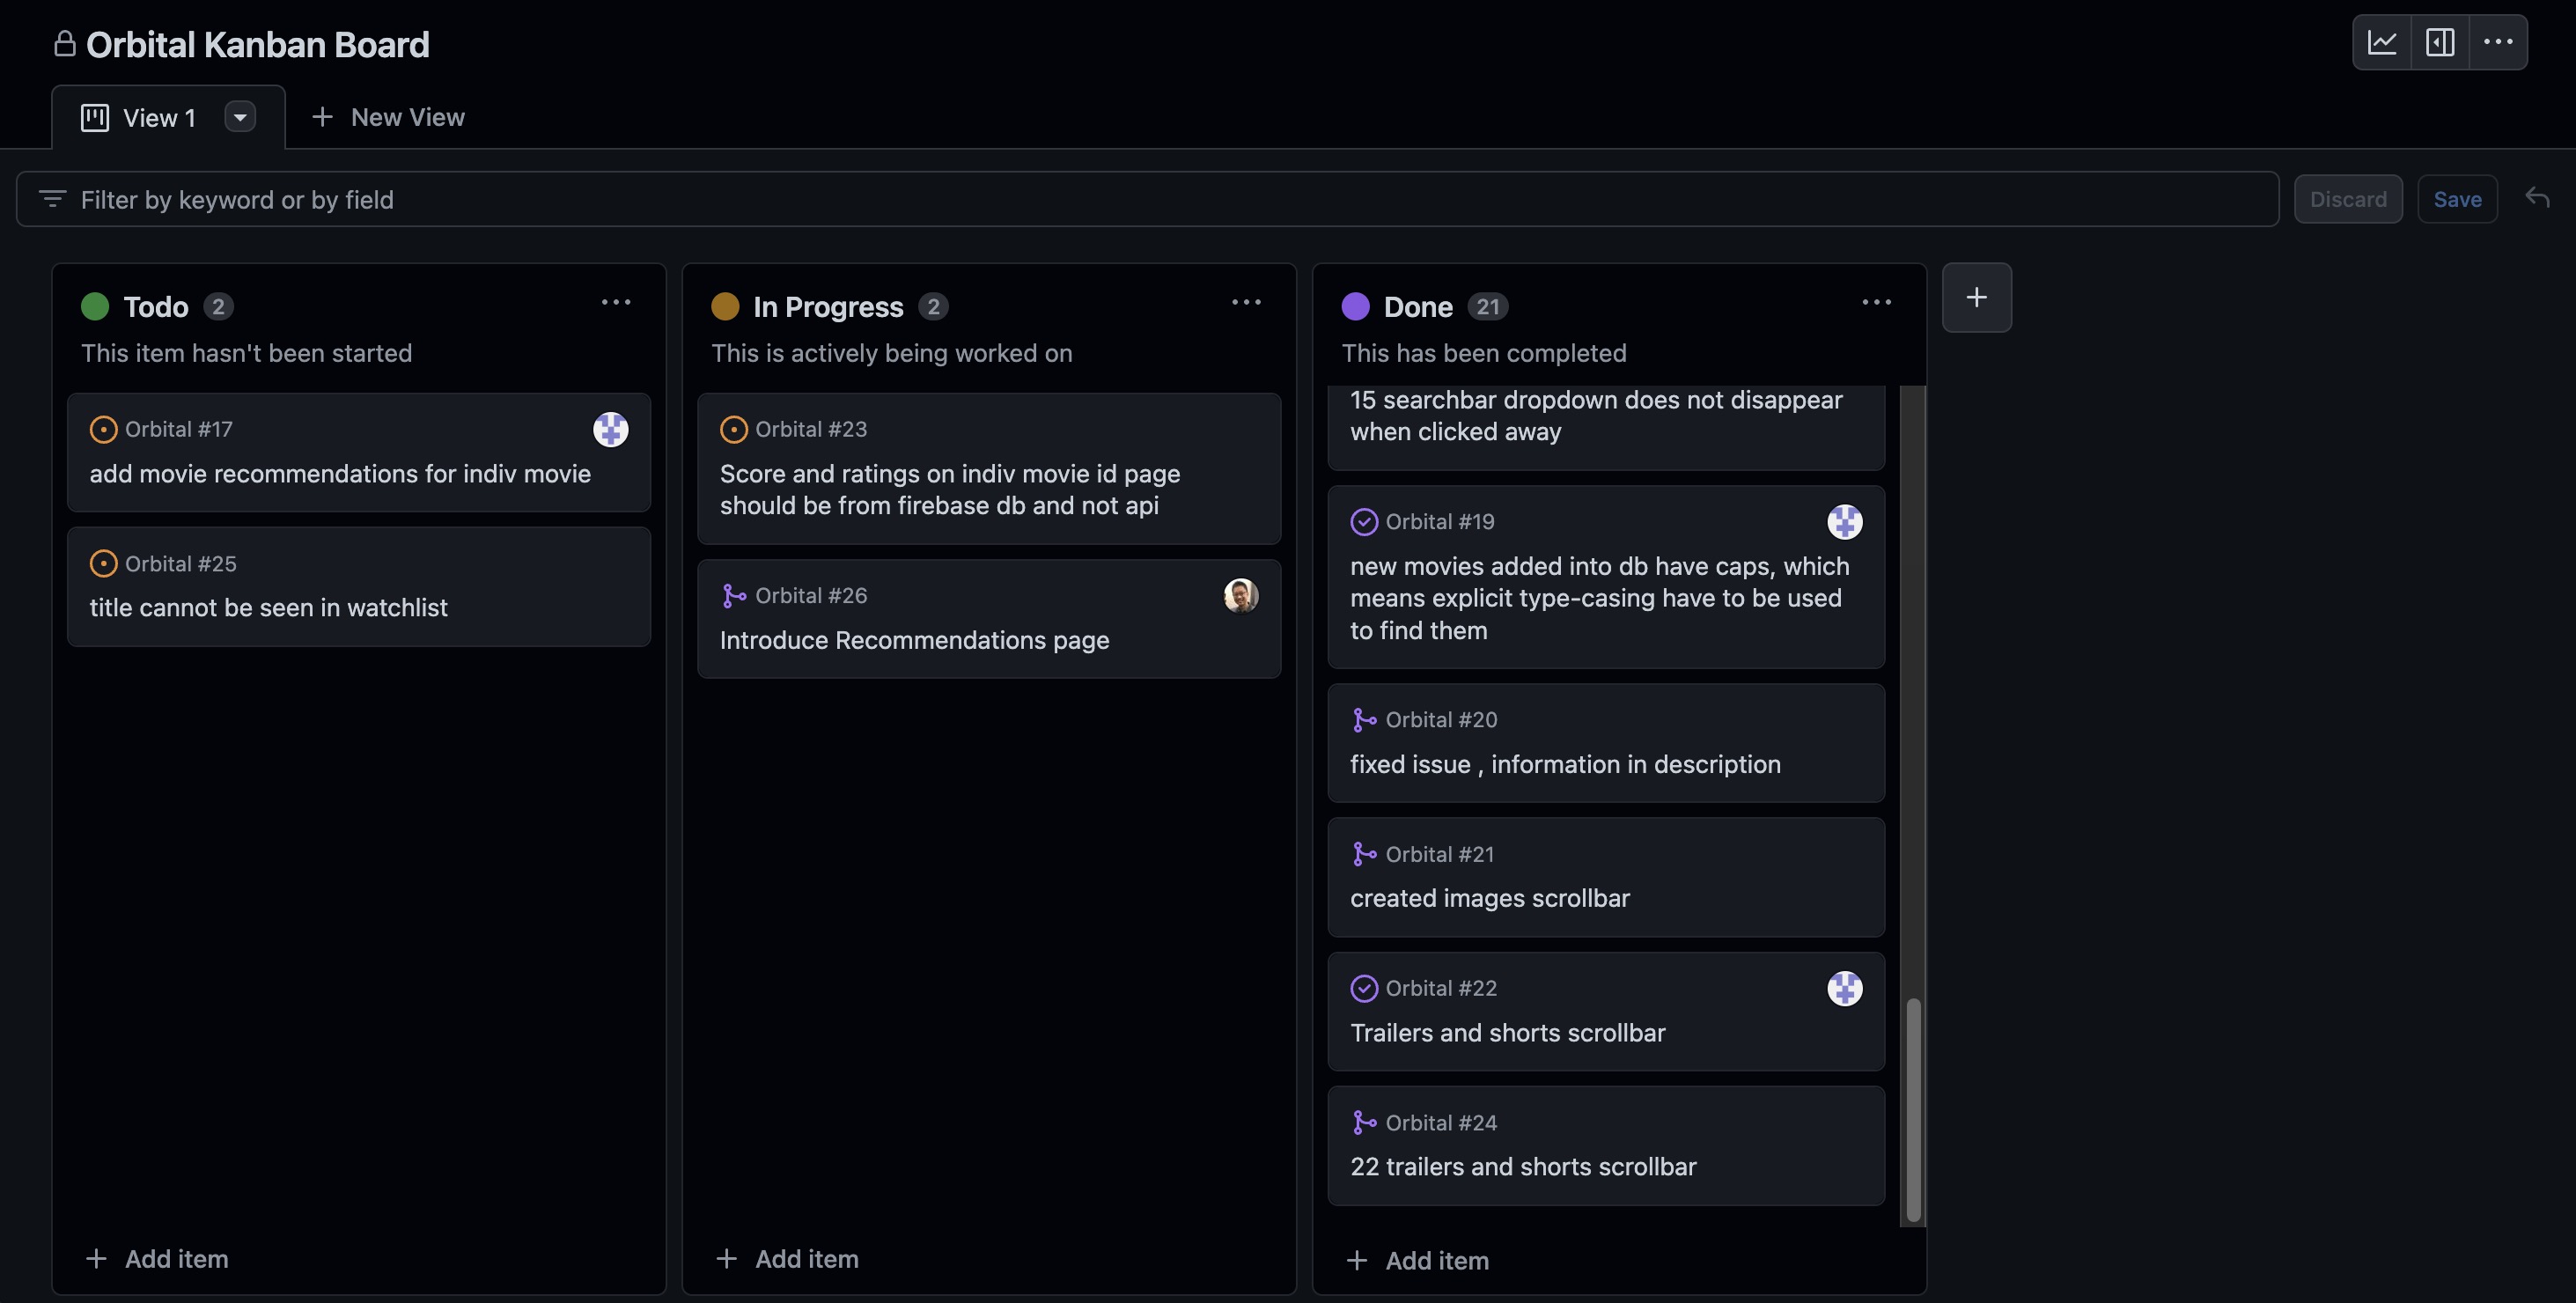 Orbital Kanban Board
View 1
New View
Filter by keyword or by field
Discard
Save
Todo 2
This item hasn't been started
Orbital #17
add movie recommendations for indiv movie
Orbital #25
title cannot be seen in watchlist
Add item
In Progress 2
This is actively being worked on
Orbital #23
Score and ratings on indiv movie id page
should be from firebase db and not api
Orbital #26
Introduce Recommendations page
Add item
Done 21
This has been completed
15 searchbar dropdown does not disappear
when clicked away
Orbital #19
new movies added into db have caps, which
means explicit type-casing have to be used
to find them
Orbital #20
fixed issue , information in description
Orbital #21
created images scrollbar
Orbital #22
Trailers and shorts scrollbar
Orbital #24
22 trailers and shorts scrollbar
Add item